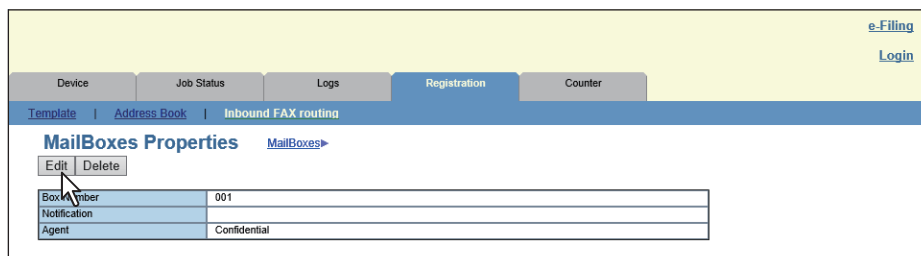 e-Filing
Login
Device Job Status Logs Registration Counter
Template | Address Book | Inbound FAX routing
MailBoxes Properties MailBoxes▶
Edit Delete
Box Number 001
Notification
Agent Confidential